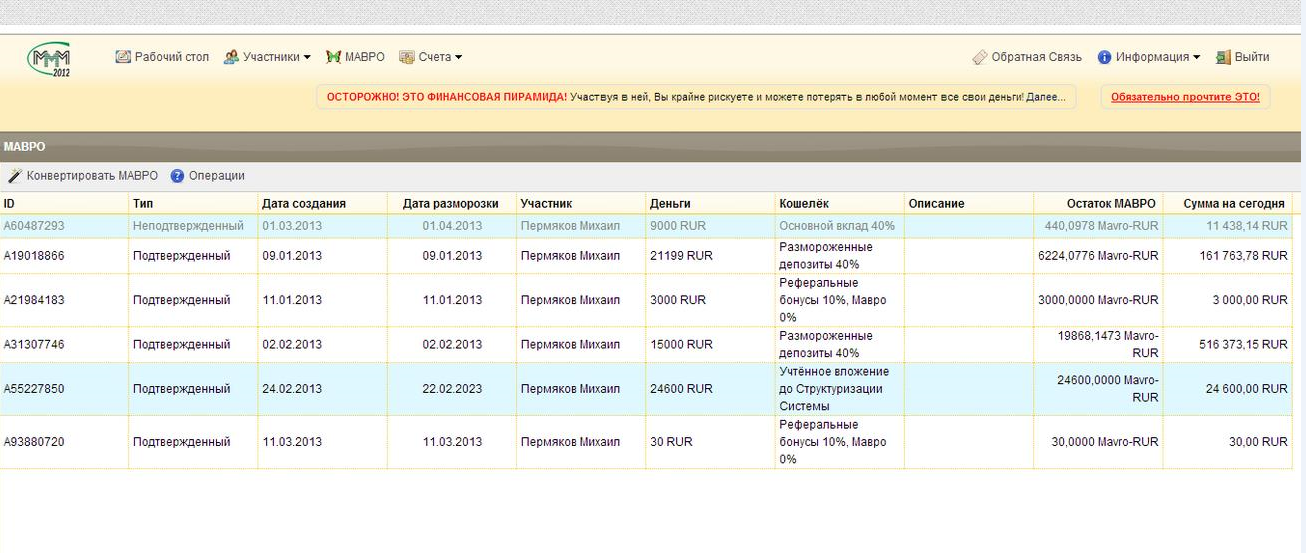 МММ
2012
Рабочий стол Участники МАВРО Счета Обратная Связь Информация Выйти
ОСТОРОЖНО! ЭТО ФИНАНСОВАЯ ПИРАМИДА! Участвуя в ней, Вы крайне рискуете и можете потерять в любой момент все свои деньги! Далее... Обязательно прочтите ЭТО!
МАВРО
Конвертировать МАВРО Операции
ID Тип Дата создания Дата разморозки Участник Деньги Кошелёк Описание Остаток МАВРО Сумма на сегодня
A60487293 Неподтвержденный 01.03.2013 01.04.2013 Пермяков Михаил 9000 RUR Основной вклад 40% 440,0978 Mavro-RUR 11 438,14 RUR
A19018866 Подтвержденный 09.01.2013 09.01.2013 Пермяков Михаил 21199 RUR Размороженные
депозиты 40% 6224,0776 Mavro-RUR 161 763,78 RUR
A21984183 Подтвержденный 11.01.2013 11.01.2013 Пермяков Михаил 3000 RUR Реферальные
бонусы 10%, Мавро
0% 3000,0000 Mavro-RUR 3 000,00 RUR
A31307746 Подтвержденный 02.02.2013 02.02.2013 Пермяков Михаил 15000 RUR Размороженные
депозиты 40% 19868,1473 Mavro-
RUR 516 373,15 RUR
A55227850 Подтвержденный 24.02.2013 22.02.2023 Пермяков Михаил 24600 RUR Учтённое вложение
до Структуризации
Системы 24600,0000 Mavro-
RUR 24 600,00 RUR
A93880720 Подтвержденный 11.03.2013 11.03.2013 Пермяков Михаил 30 RUR Реферальные
бонусы 10%, Мавро
0% 30,0000 Mavro-RUR 30,00 RUR